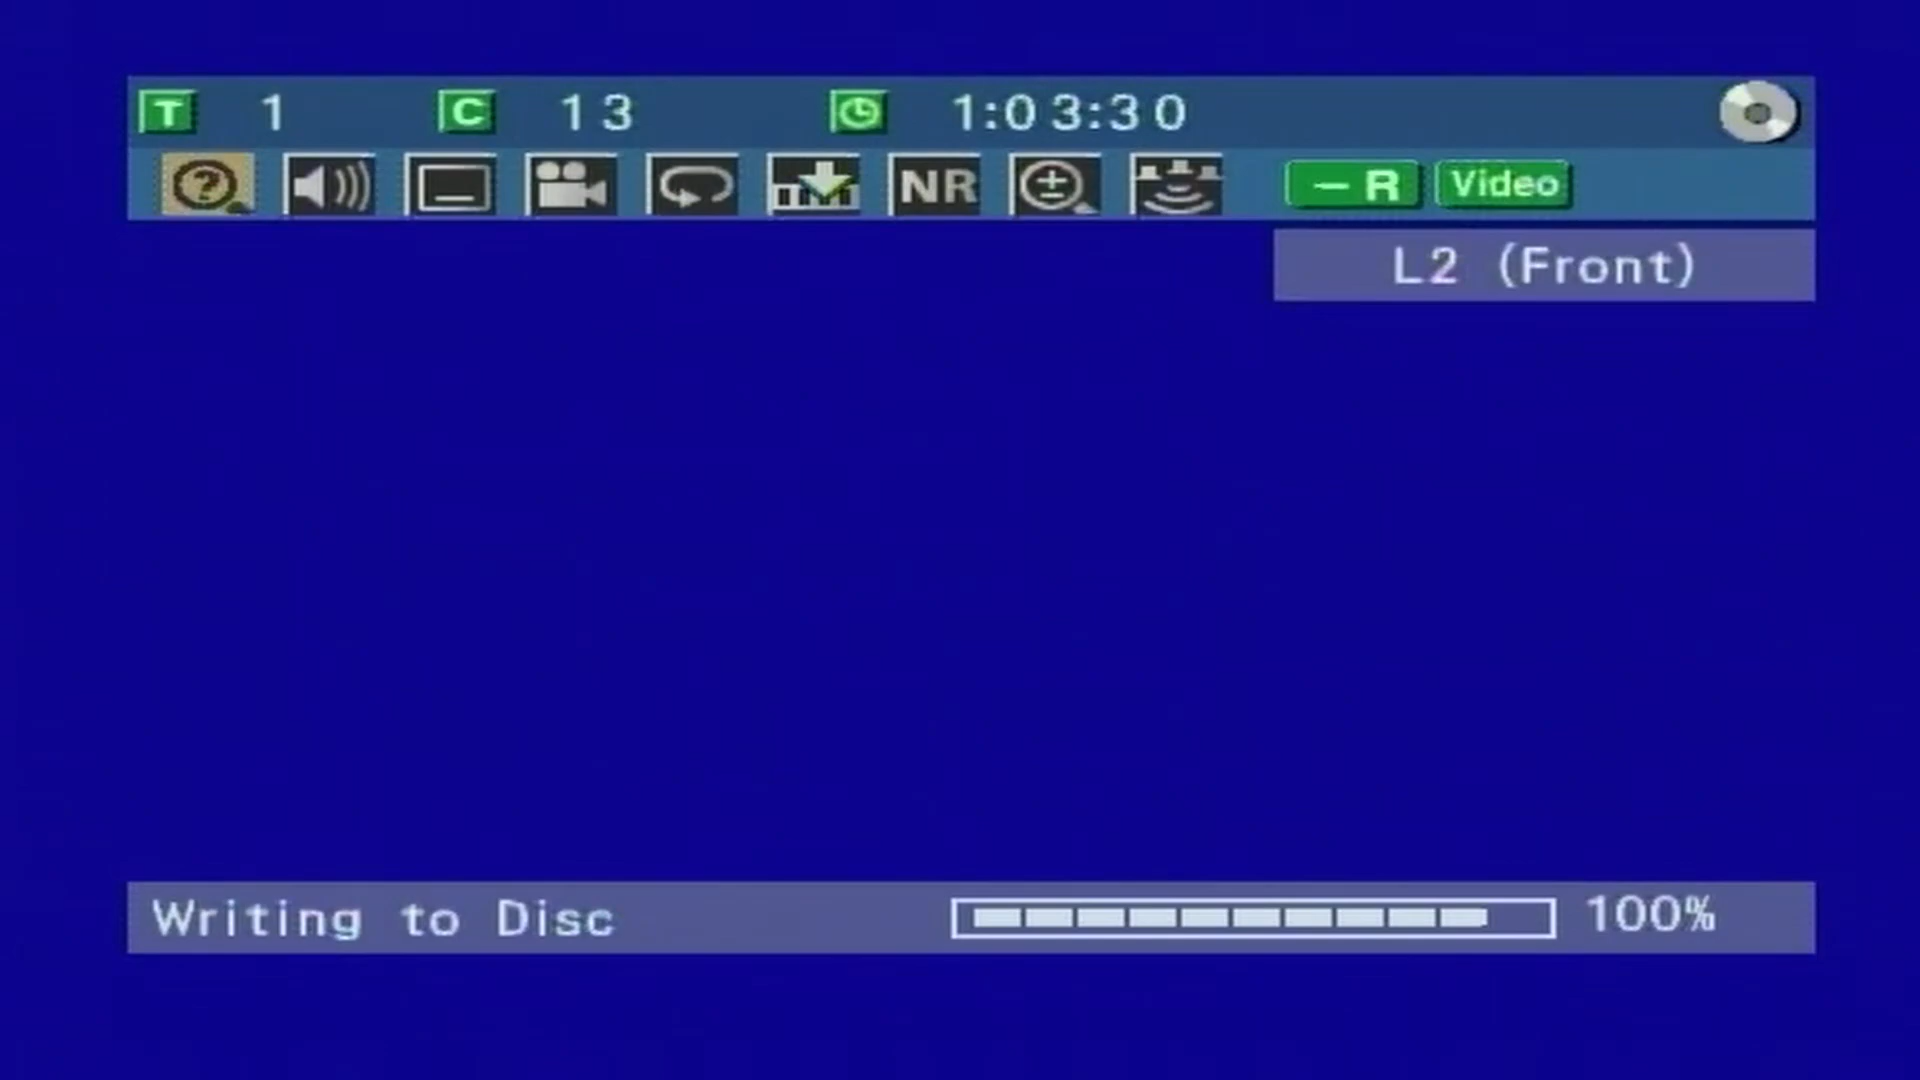 T 1 C 13 1:03:30
? NR -R Video
L2 (Front)
Writing to Disc 100%